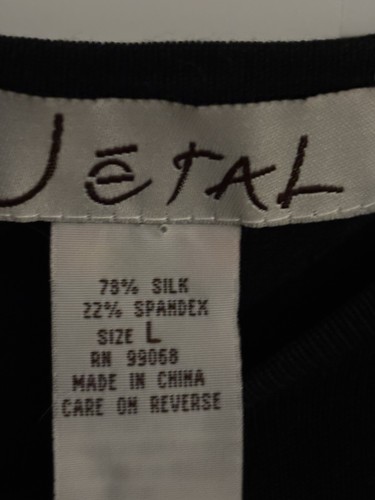 JēTAL
78% SILK
22% SPANDEX
SIZE L
RN 99068
MADE IN CHINA
CARE ON REVERSE